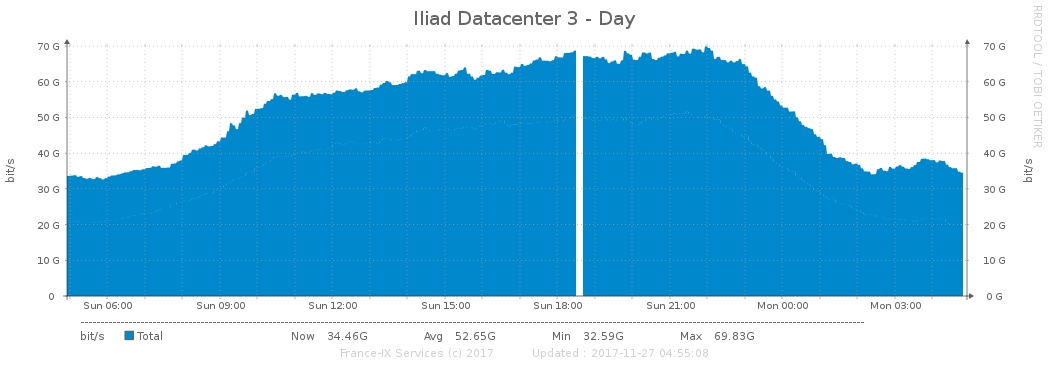 Iliad Datacenter 3 - Day
RRDTOOL / TOBI OETIKER
70 G 70 G
60 G 60 G
50 G 50 G
40 G 40 G
30 G 30 G
20 G 20 G
10 G 10 G
0 0 G
bit/s bit/s
Sun 06:00 Sun 09:00 Sun 12:00 Sun 15:00 Sun 18:00 Sun 21:00 Mon 00:00 Mon 03:00
bit/s Total Now 34.46G Avg 52.65G Min 32.59G Max 69.83G
France-IX Services (c) 2017 Updated : 2017-11-27 04:55:08